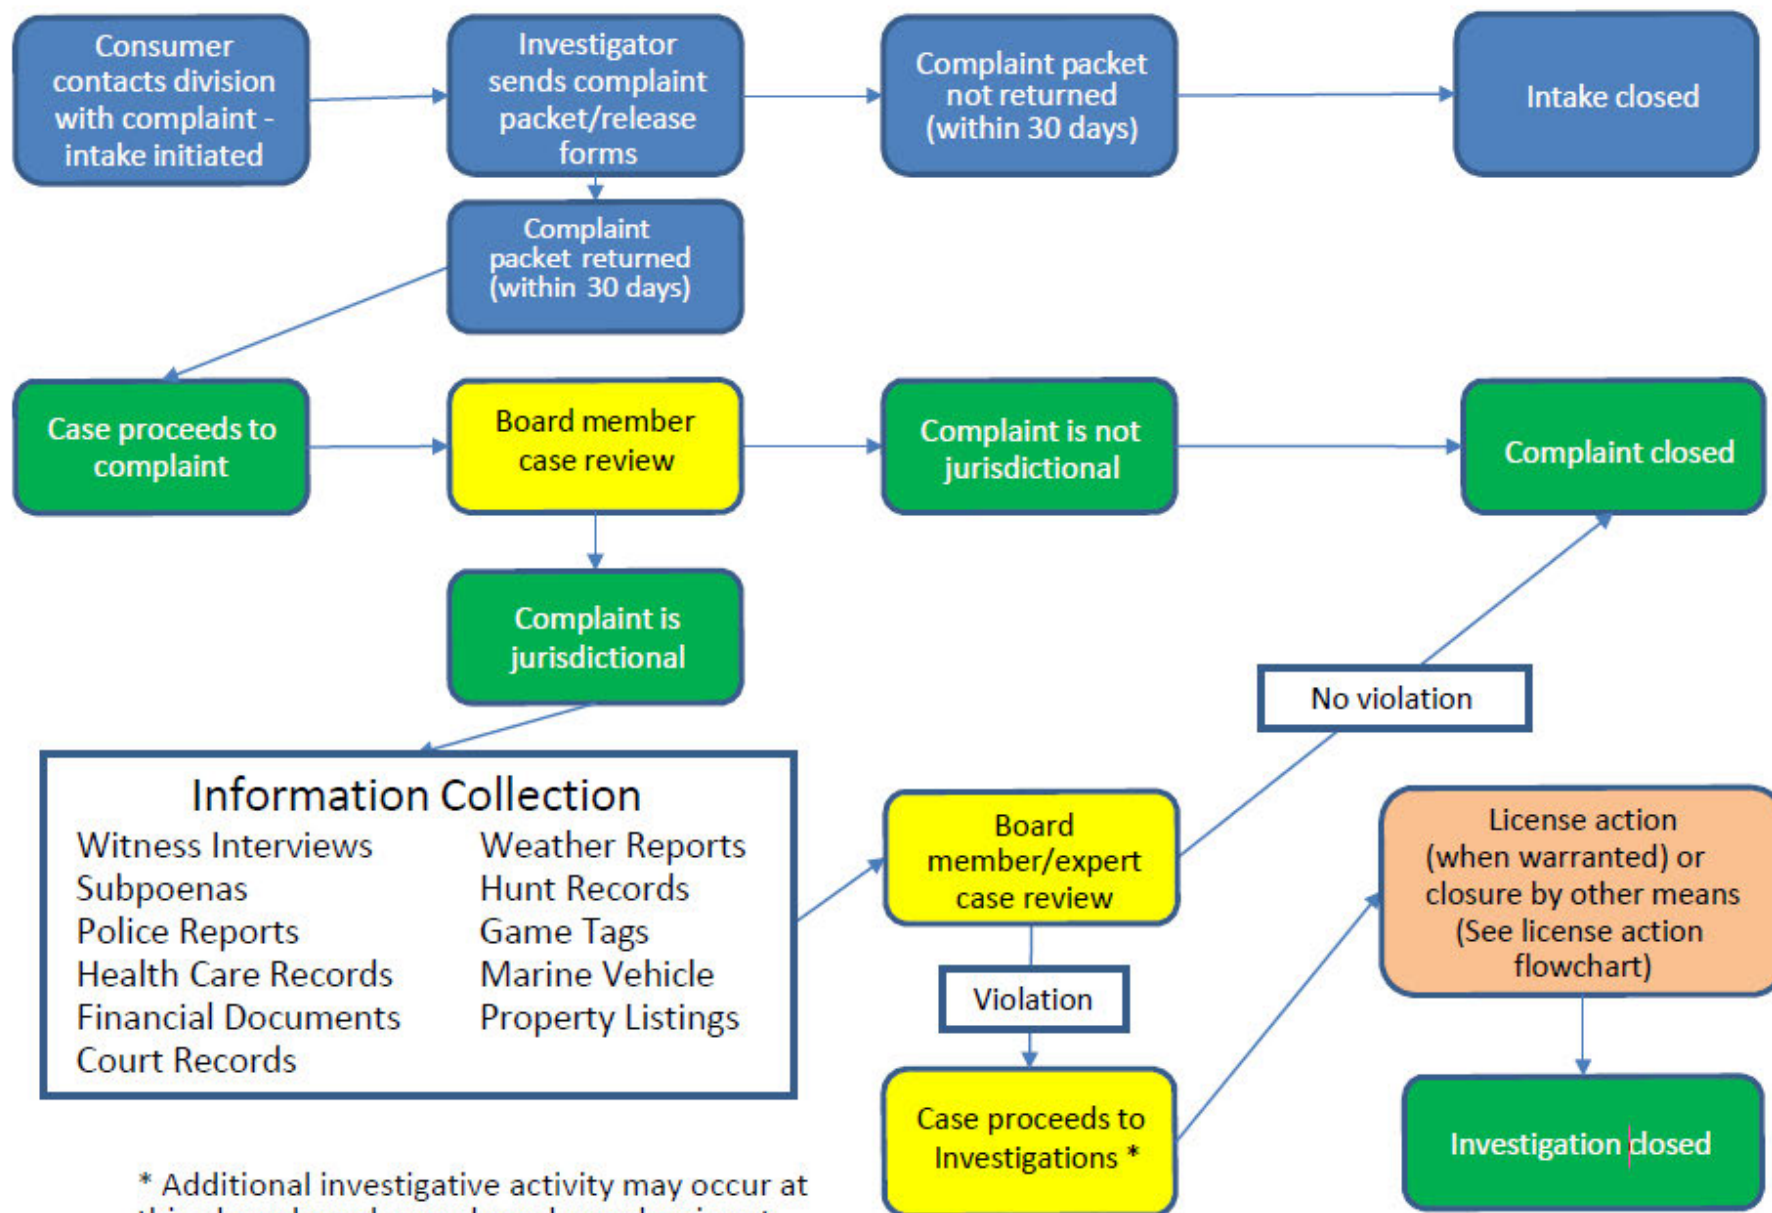 Consumer
contacts division
with complaint -
intake initiated
Investigator
sends complaint
packet/release
forms
Complaint packet
not returned
(within 30 days)
Intake closed
Complaint
packet returned
(within 30 days)
Case proceeds to
complaint
Board member
case review
Complaint is not
jurisdictional
Complaint closed
Complaint is
jurisdictional
No violation
Information Collection
Witness Interviews
Subpoenas
Police Reports
Health Care Records
Financial Documents
Court Records
Weather Reports
Hunt Records
Game Tags
Marine Vehicle
Property Listings
Board
member/expert
case review
License action
(when warranted) or
closure by other means
(See license action
flowchart)
Violation
Case proceeds to
Investigations *
Investigation closed
* Additional investigative activity may occur at